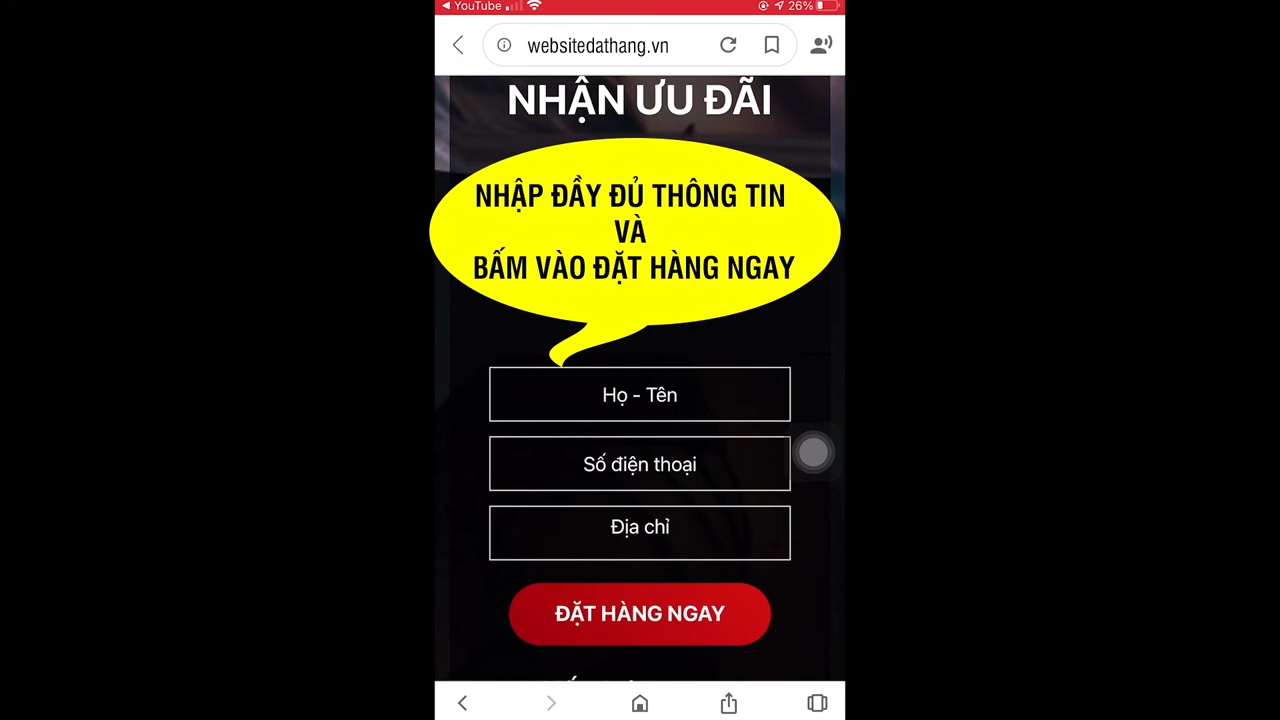 YouTube 26%
websitedathang.vn
NHẬN ƯU ĐÃI
NHẬP ĐẦY ĐỦ THÔNG TIN
VÀ
BẤM VÀO ĐẶT HÀNG NGAY
Họ - Tên
Số điện thoại
Địa chỉ
ĐẶT HÀNG NGAY